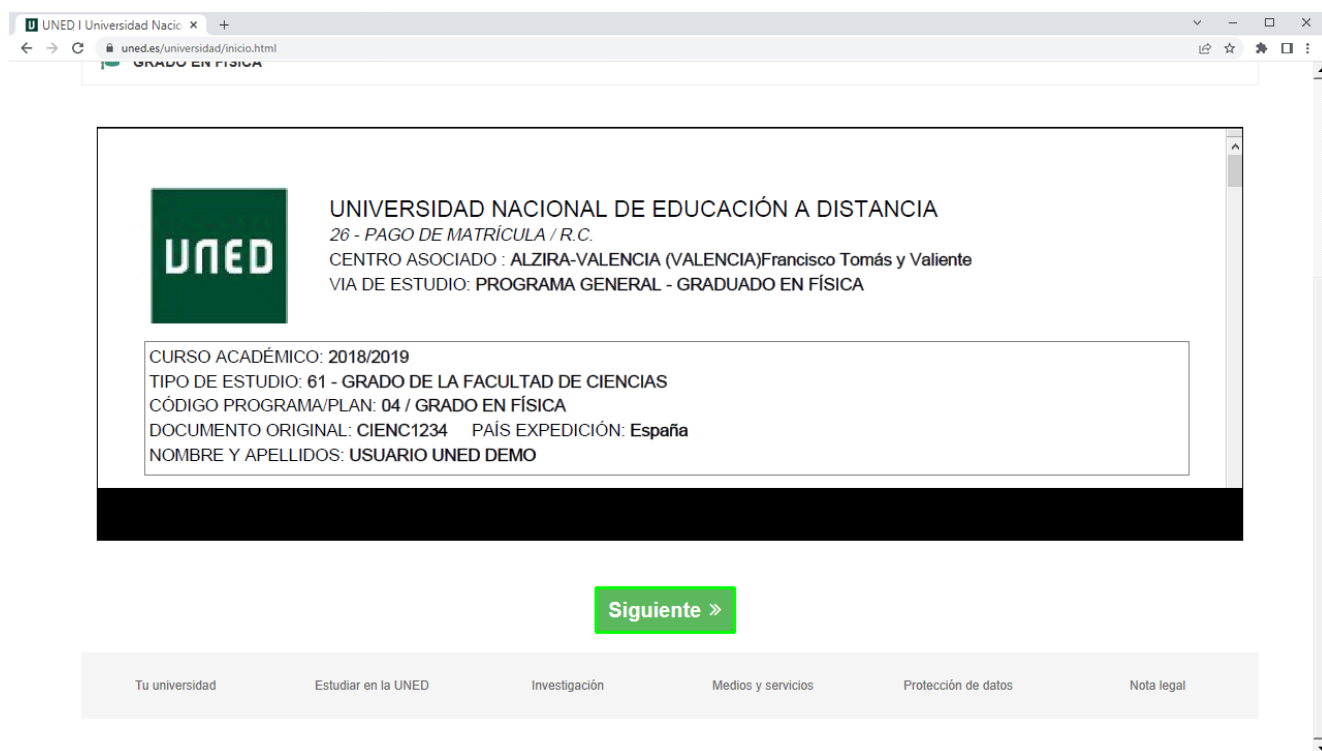 UNED I Universidad Nacic
uned.es/universidad/inicio.html
GRADO EN FÍSICA
UNED
UNIVERSIDAD NACIONAL DE EDUCACIÓN A DISTANCIA
26 - PAGO DE MATRÍCULA / R.C.
CENTRO ASOCIADO : ALZIRA-VALENCIA (VALENCIA)Francisco Tomás y Valiente
VIA DE ESTUDIO: PROGRAMA GENERAL - GRADUADO EN FÍSICA
CURSO ACADÉMICO: 2018/2019
TIPO DE ESTUDIO: 61 - GRADO DE LA FACULTAD DE CIENCIAS
CÓDIGO PROGRAMA/PLAN: 04 / GRADO EN FÍSICA
DOCUMENTO ORIGINAL: CIENC1234 PAÍS EXPEDICIÓN: España
NOMBRE Y APELLIDOS: USUARIO UNED DEMO
Siguiente »
Tu universidad Estudiar en la UNED Investigación Medios y servicios Protección de datos Nota legal